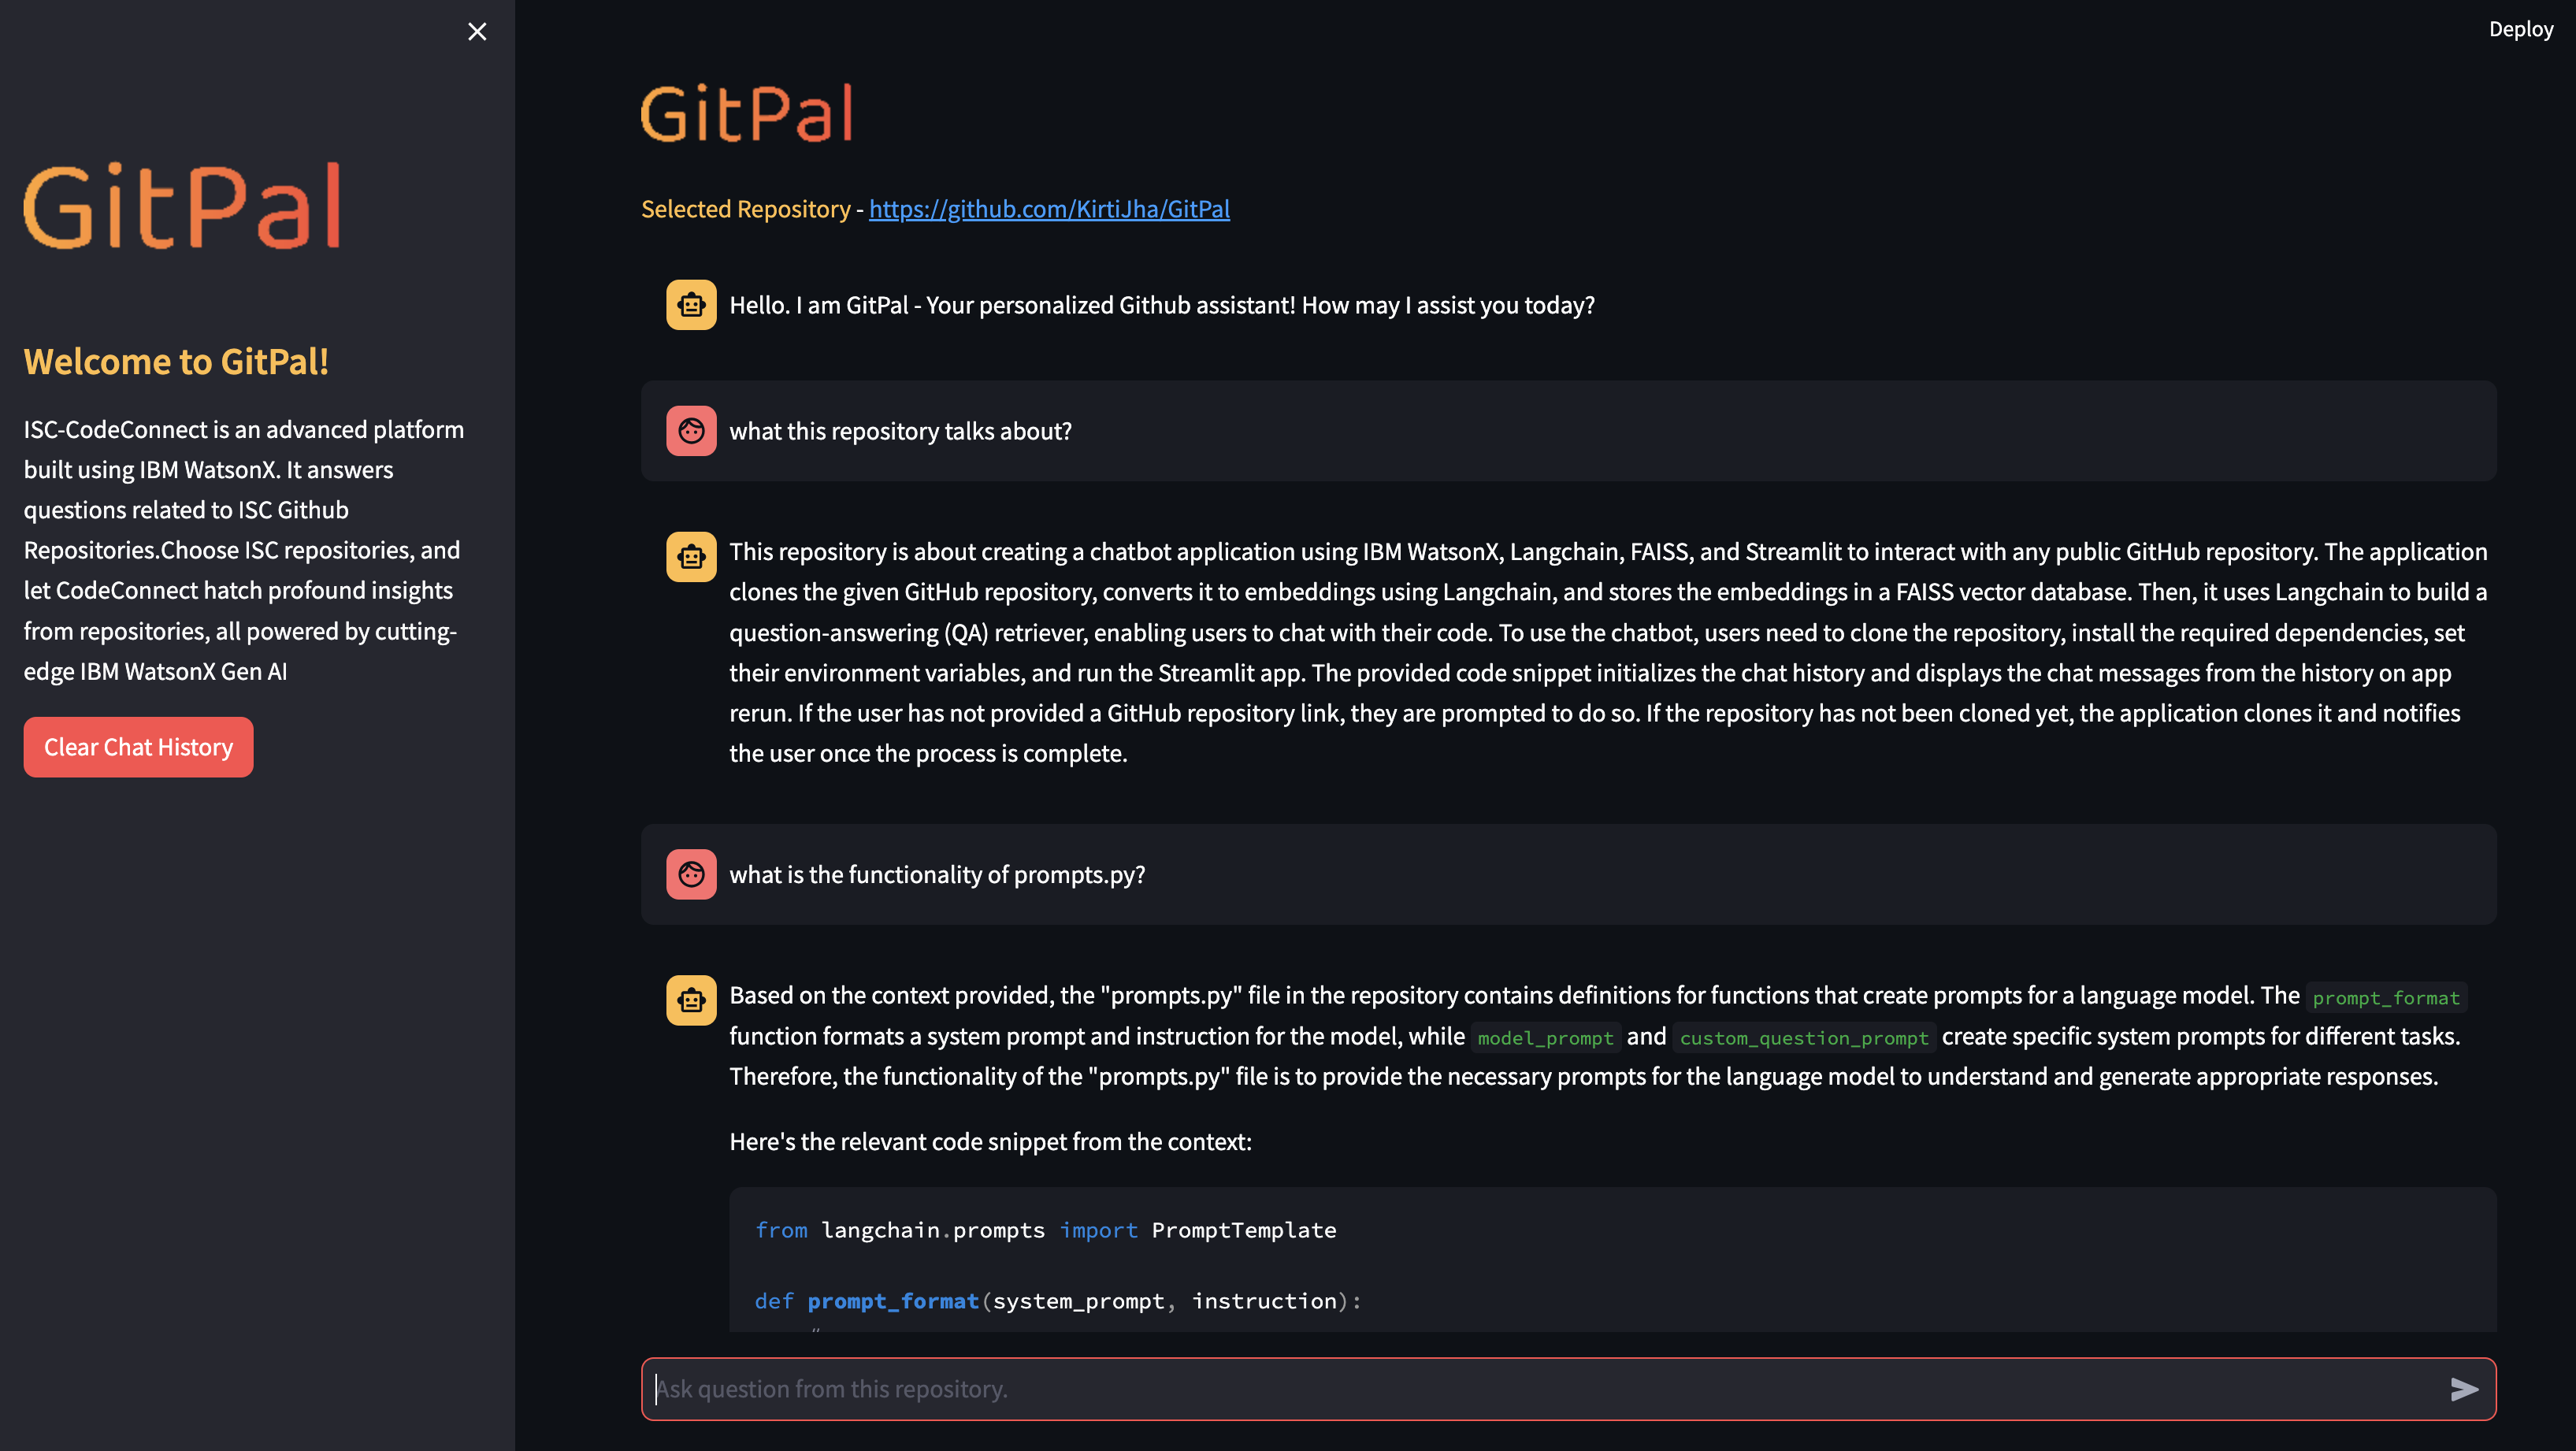 Deploy
GitPal
Welcome to GitPal!
ISC-CodeConnect is an advanced platform
built using IBM WatsonX. It answers
questions related to ISC Github
Repositories.Choose ISC repositories, and
let CodeConnect hatch profound insights
from repositories, all powered by cutting-
edge IBM WatsonX Gen AI
Clear Chat History
GitPal
Selected Repository - https://github.com/KirtiJha/GitPal
Hello. I am GitPal - Your personalized Github assistant! How may I assist you today?
what this repository talks about?
This repository is about creating a chatbot application using IBM WatsonX, Langchain, FAISS, and Streamlit to interact with any public GitHub repository. The application
clones the given GitHub repository, converts it to embeddings using Langchain, and stores the embeddings in a FAISS vector database. Then, it uses Langchain to build a
question-answering (QA) retriever, enabling users to chat with their code. To use the chatbot, users need to clone the repository, install the required dependencies, set
their environment variables, and run the Streamlit app. The provided code snippet initializes the chat history and displays the chat messages from the history on app
rerun. If the user has not provided a GitHub repository link, they are prompted to do so. If the repository has not been cloned yet, the application clones it and notifies
the user once the process is complete.
what is the functionality of prompts.py?
Based on the context provided, the "prompts.py" file in the repository contains definitions for functions that create prompts for a language model. The prompt_format
function formats a system prompt and instruction for the model, while model_prompt and custom_question_prompt create specific system prompts for different tasks.
Therefore, the functionality of the "prompts.py" file is to provide the necessary prompts for the language model to understand and generate appropriate responses.
Here's the relevant code snippet from the context:
from langchain.prompts import PromptTemplate
def prompt_format(system_prompt, instruction):
Ask question from this repository.